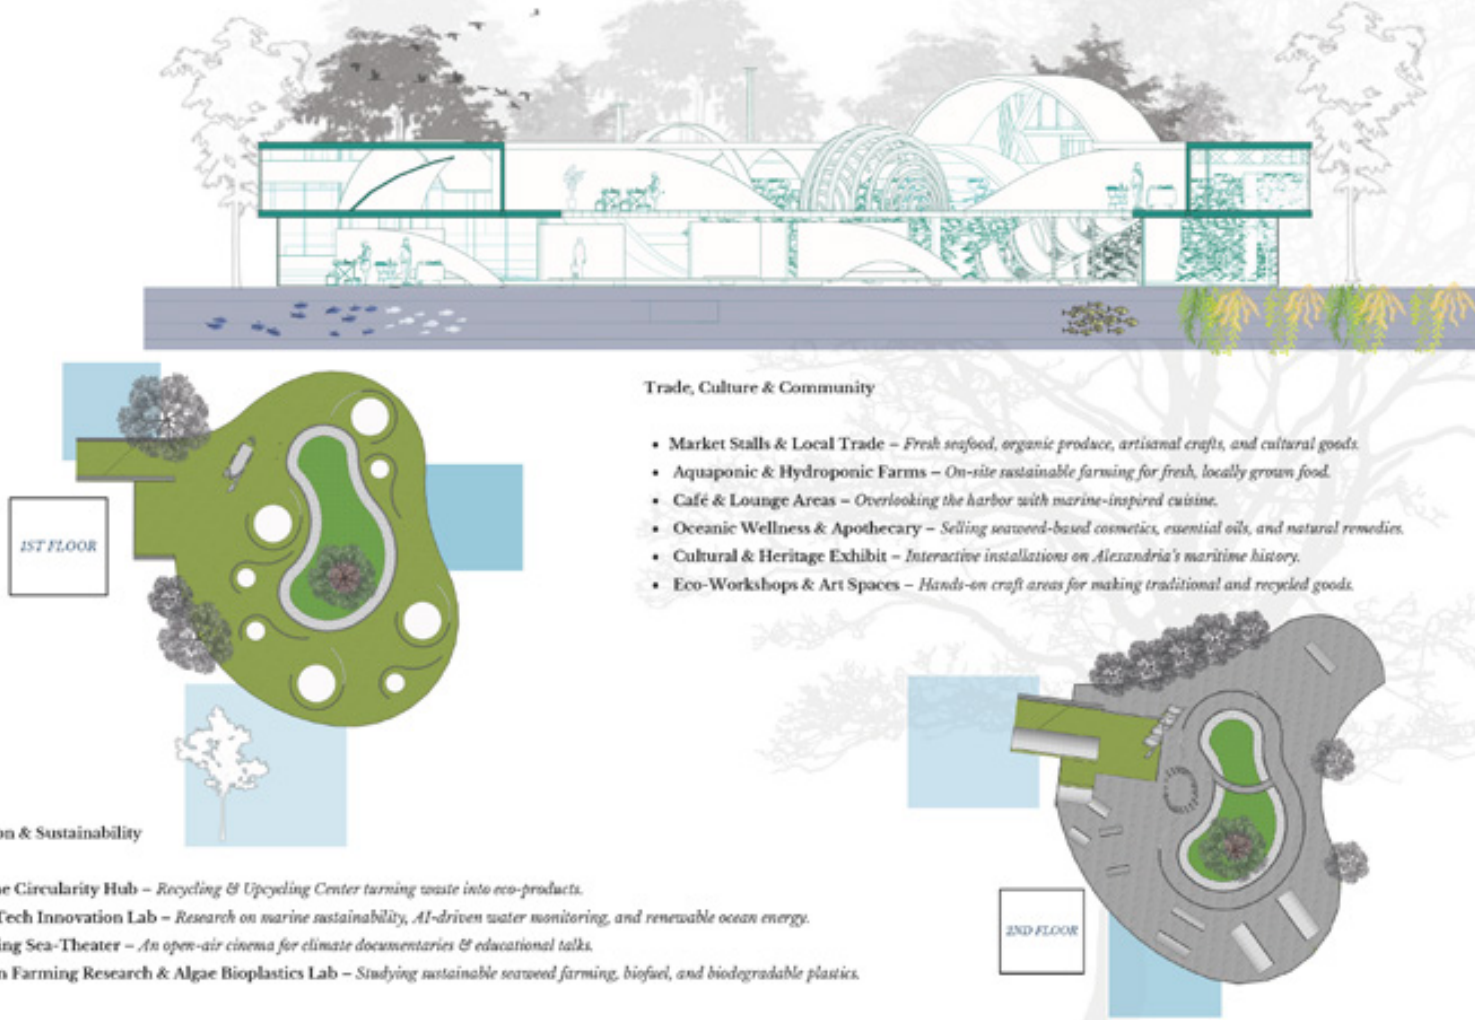 Trade, Culture & Community
• Market Stalls & Local Trade – Fresh seafood, organic produce, artisanal crafts, and cultural goods.
• Aquaponic & Hydroponic Farms – On-site sustainable farming for fresh, locally grown food.
• Café & Lounge Areas – Overlooking the harbor with marine-inspired cuisine.
• Oceanic Wellness & Apothecary – Selling seaweed-based cosmetics, essential oils, and natural remedies.
• Cultural & Heritage Exhibit – Interactive installations on Alexandria's maritime history.
• Eco-Workshops & Art Spaces – Hands-on craft areas for making traditional and recycled goods.
1ST FLOOR
on & Sustainability
e Circularity Hub – Recycling & Upcycling Center turning waste into eco-products.
Tech Innovation Lab – Research on marine sustainability, AI-driven water monitoring, and renewable ocean energy.
ing Sea-Theater – An open-air cinema for climate documentaries & educational talks.
n Farming Research & Algae Bioplastics Lab – Studying sustainable seaweed farming, biofuel, and biodegradable plastics.
2ND FLOOR